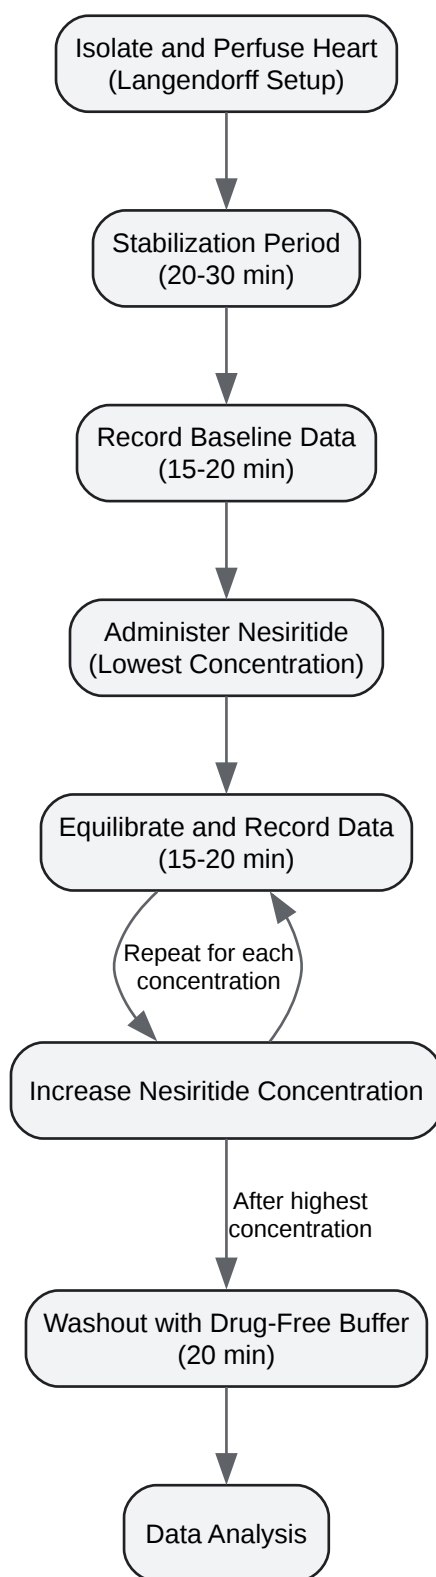 Isolate and Perfuse Heart
(Langendorff Setup)
Stabilization Period
(20-30 min)
Record Baseline Data
(15-20 min)
Administer Nesiritide
(Lowest Concentration)
Equilibrate and Record Data
(15-20 min)
Repeat for each
concentration
Increase Nesiritide Concentration
After highest
concentration
Washout with Drug-Free Buffer
(20 min)
Data Analysis